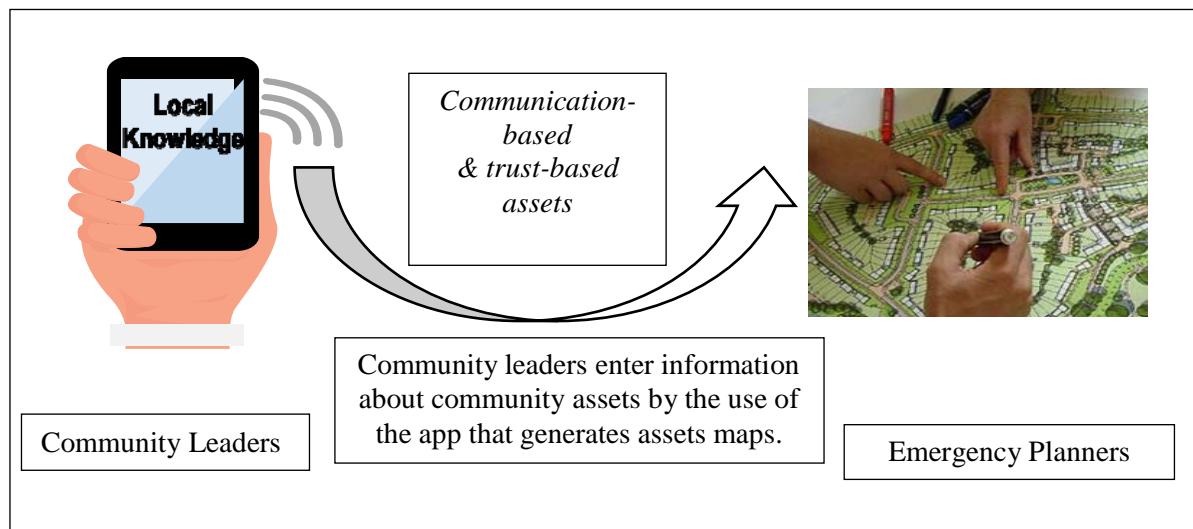 Local
Knowledge
Communication-
based
& trust-based
assets
Community leaders enter information
about community assets by the use of
the app that generates assets maps.
Community Leaders
Emergency Planners